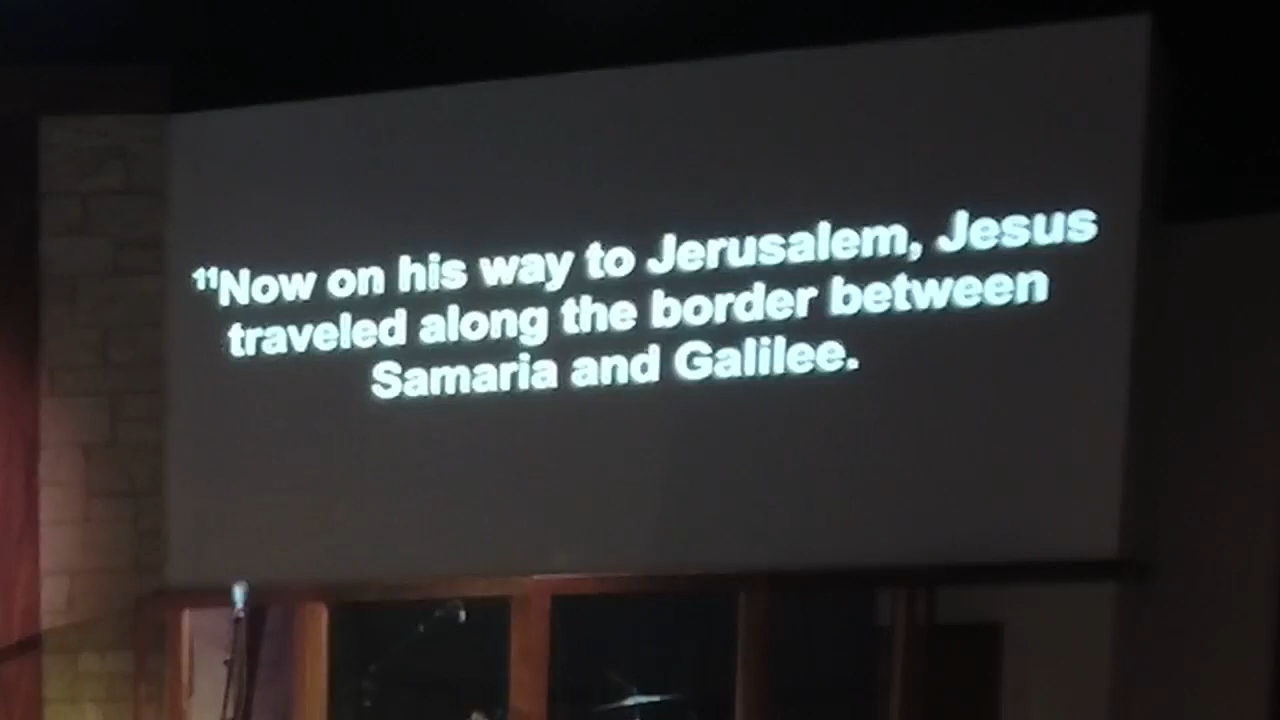 ¹¹Now on his way to Jerusalem, Jesus
traveled along the border between
Samaria and Galilee.